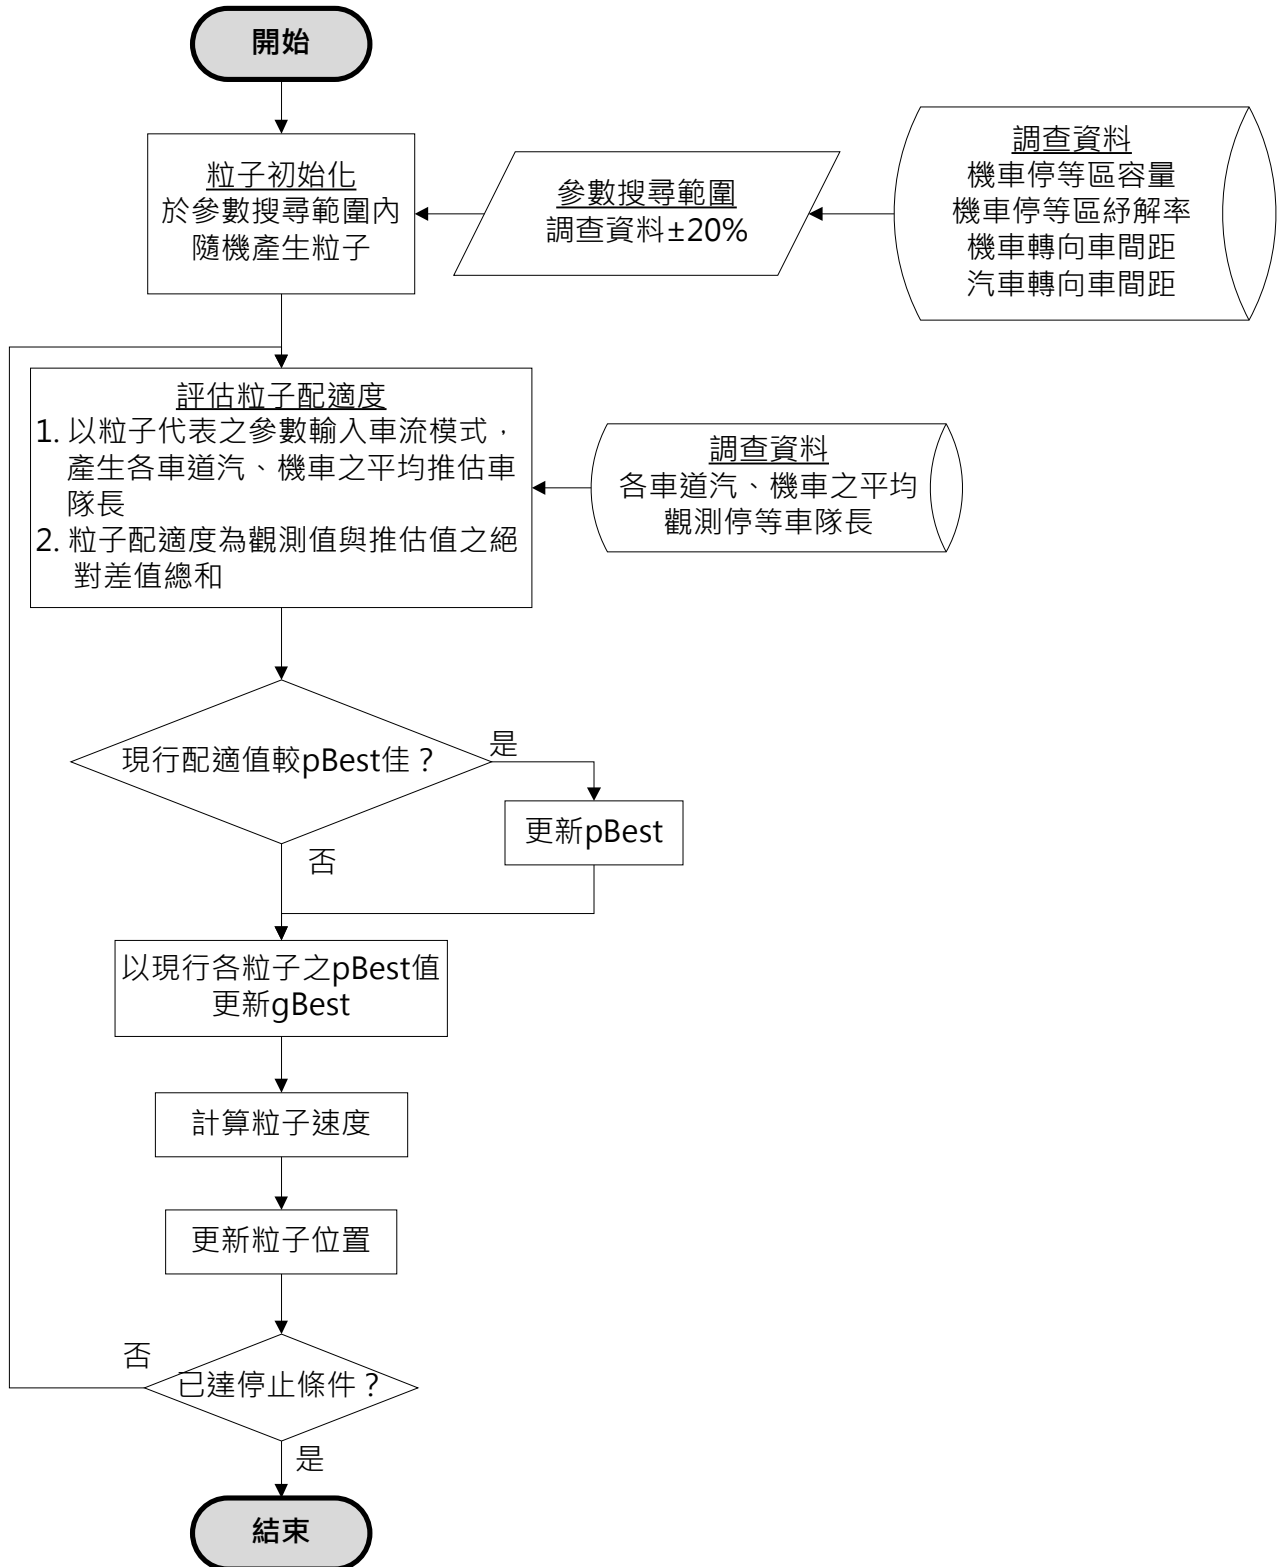 開始
粒子初始化
於參數搜尋範圍內
隨機產生粒子
參數搜尋範圍
調查資料±20%
調查資料
機車停等區容量
機車停等區紓解率
機車轉向車間距
汽車轉向車間距
評估粒子配適度
1. 以粒子代表之參數輸入車流模式，
產生各車道汽、機車之平均推估車
隊長
2. 粒子配適度為觀測值與推估值之絕
對差值總和
調查資料
各車道汽、機車之平均
觀測停等車隊長
現行配適值較pBest佳？
是
更新pBest
否
以現行各粒子之pBest值
更新gBest
計算粒子速度
更新粒子位置
否
已達停止條件？
是
結束